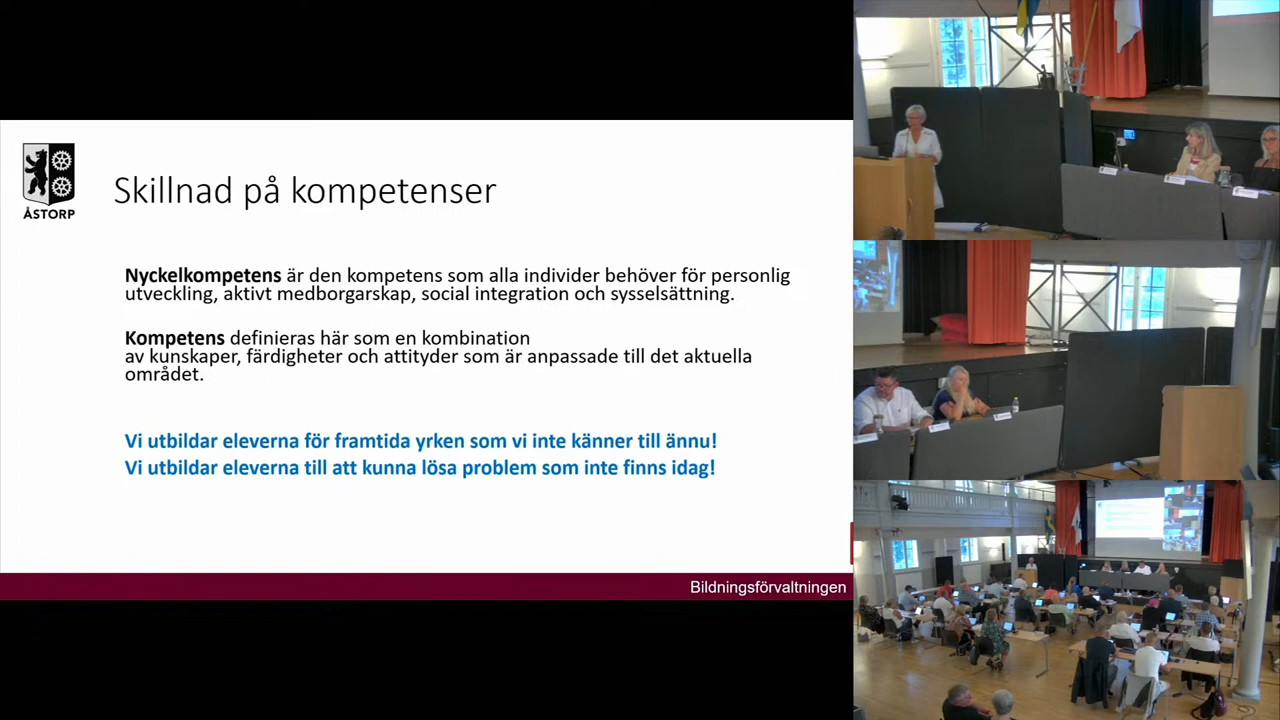 ÅSTORP
Skillnad på kompetenser
Nyckelkompetens är den kompetens som alla individer behöver för personlig
utveckling, aktivt medborgarskap, social integration och sysselsättning.
Kompetens definieras här som en kombination
av kunskaper, färdigheter och attityder som är anpassade till det aktuella
området.
Vi utbildar eleverna för framtida yrken som vi inte känner till ännu!
Vi utbildar eleverna till att kunna lösa problem som inte finns idag!
Bildningsförvaltningen